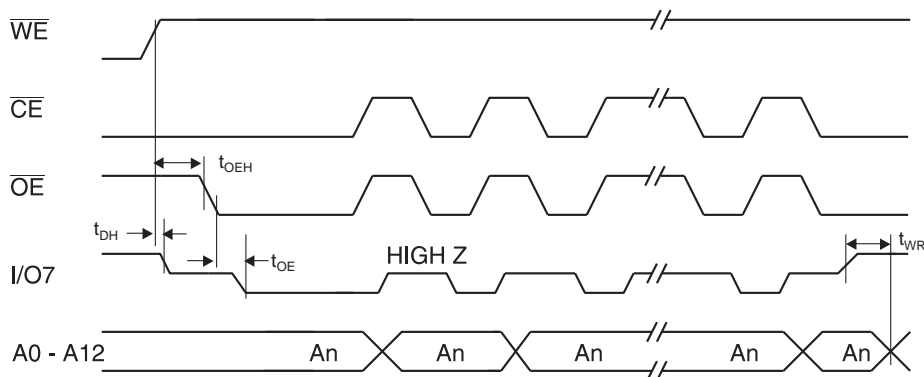 WE
CE
OE
tOEH
tDH
tOE
I/O7
HIGH Z
tWR
A0 - A12
An An An An An